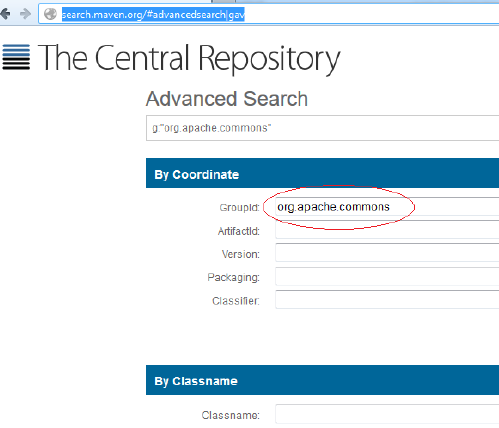 search.maven.org/#advancedsearch|gav
The Central Repository
Advanced Search
g:"org.apache.commons"
By Coordinate
GroupId: org.apache.commons
ArtifactId:
Version:
Packaging:
Classifier:
By Classname
Classname: